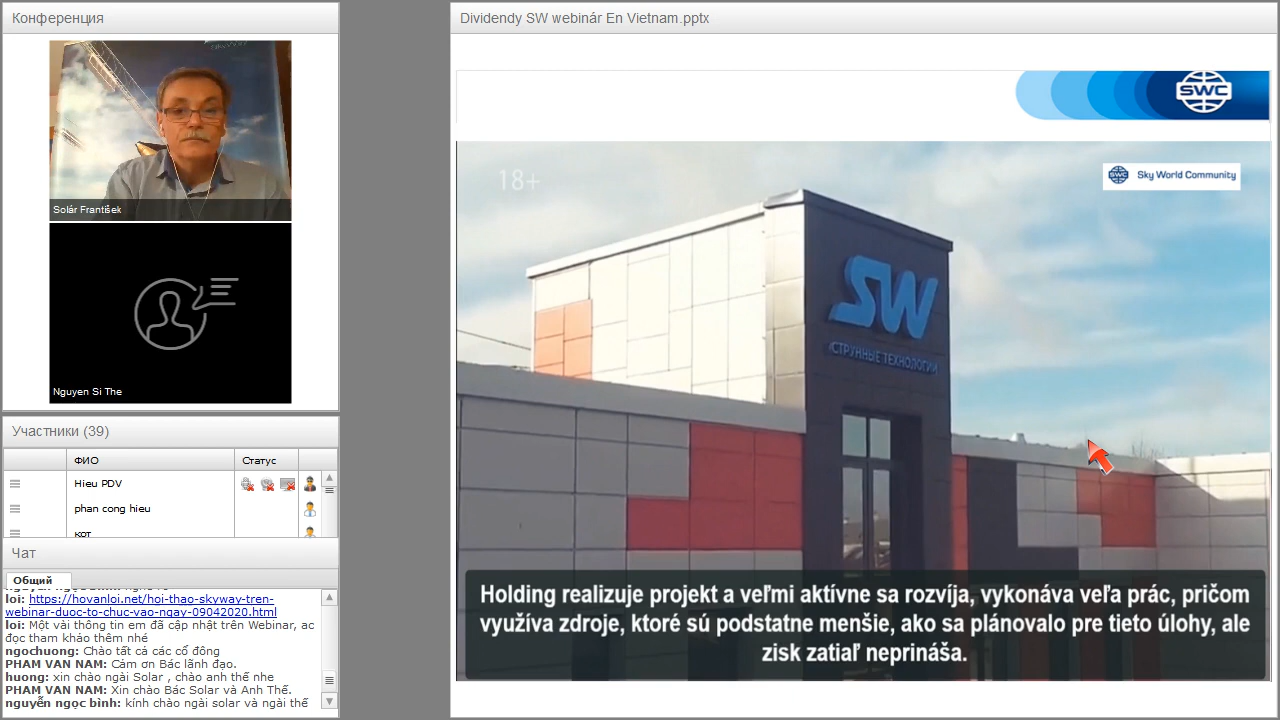 Конференция
Solár František
Nguyen Si The
Участники (39)
ФИО
Статус
Hieu PDV
phan cong hieu
кот
Чат
Общий
loi: https://hovanloi.net/hoi-thao-skyway-tren-
webinar-duoc-to-chuc-vao-ngay-09042020.html
loi: Một vài thông tin em đã cập nhật trên Webinar, ac
đọc tham khảo thêm nhé
ngochuong: Chào tất cả các cổ đông
PHAM VAN NAM: Cảm ơn Bác lãnh đạo.
huong: xin chào ngài Solar , chào anh thế nhe
PHAM VAN NAM: Xin chào Bác Solar và Anh Thế.
nguyễn ngọc bình: kính chào ngài solar và ngài thế
Dividendy SW webinár En Vietnam.pptx
SWC
18+
SWC Sky World Community
SW
СТРУННЫЕ ТЕХНОЛОГИИ
Holding realizuje projekt a veľmi aktívne sa rozvíja, vykonáva veľa prác, pričom
využíva zdroje, ktoré sú podstatne menšie, ako sa plánovalo pre tieto úlohy, ale
zisk zatiaľ neprináša.